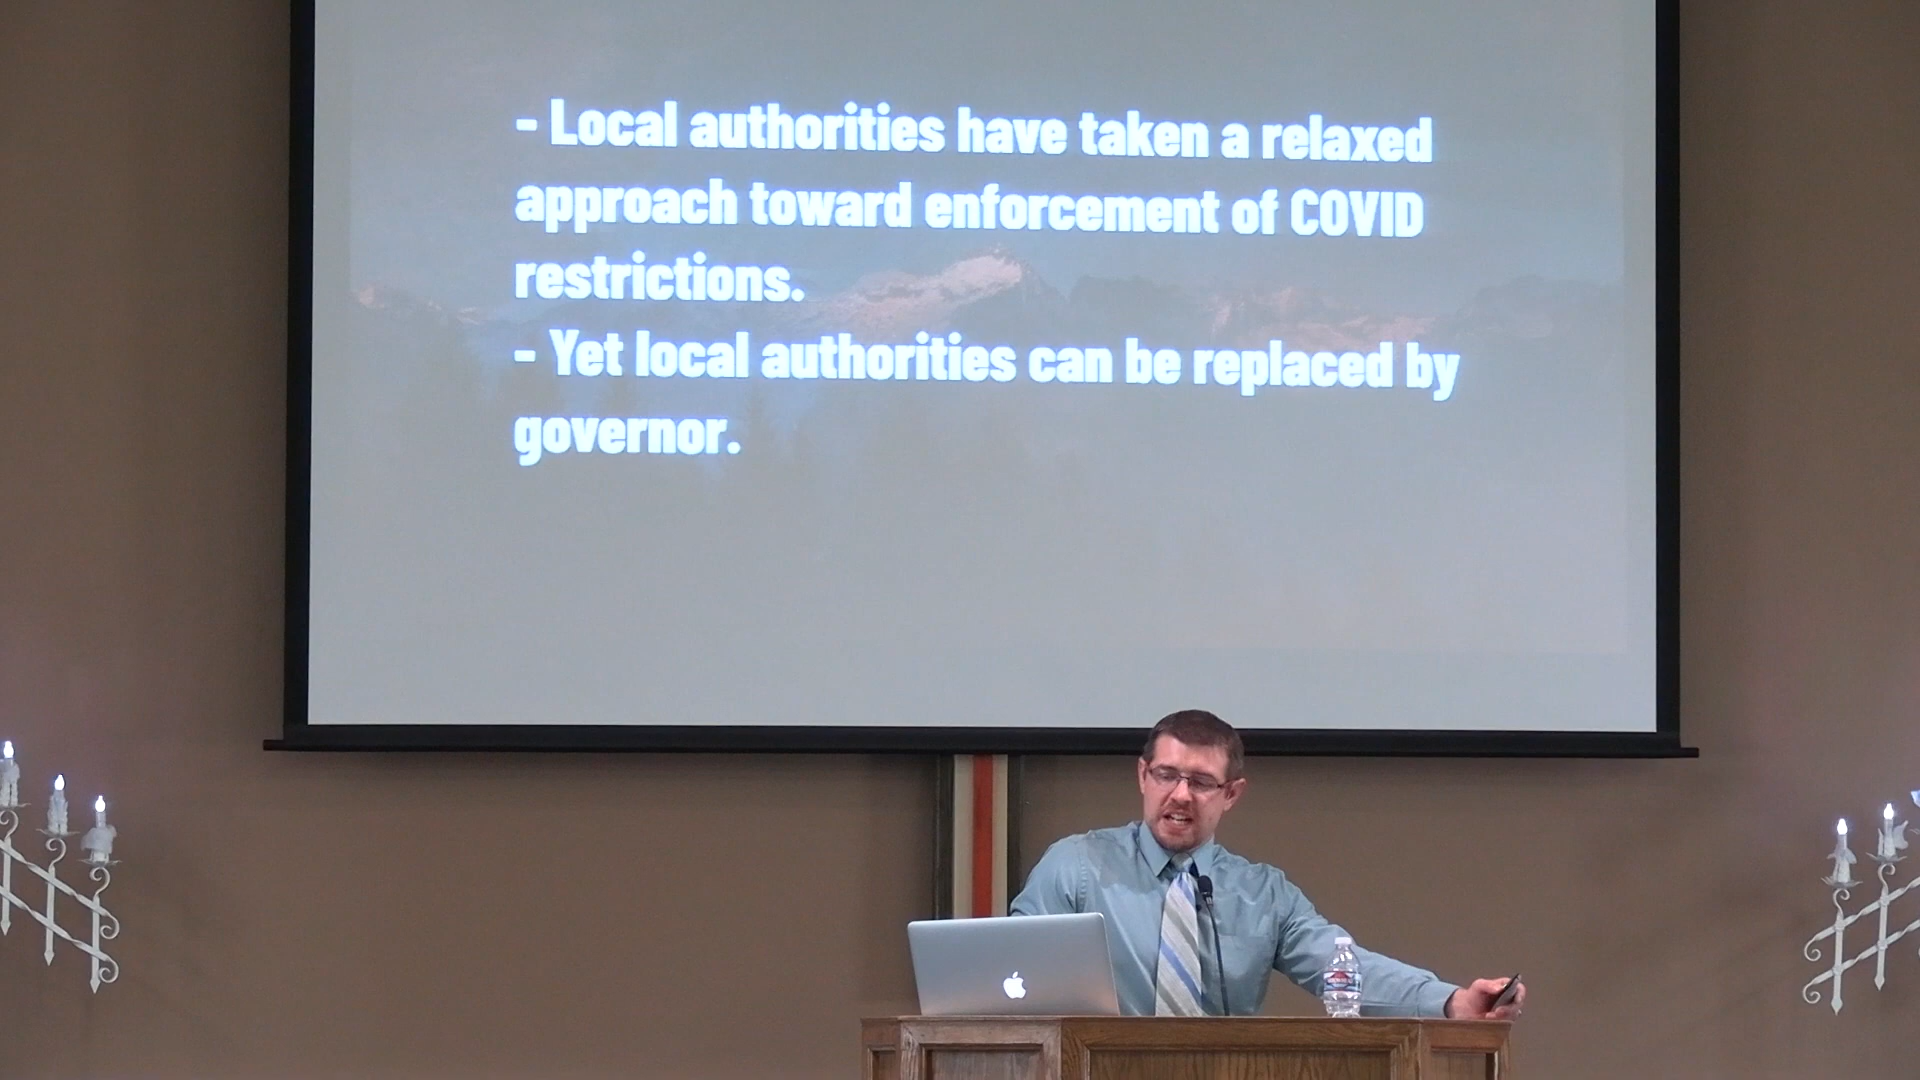 - Local authorities have taken a relaxed
approach toward enforcement of COVID
restrictions.
- Yet local authorities can be replaced by
governor.